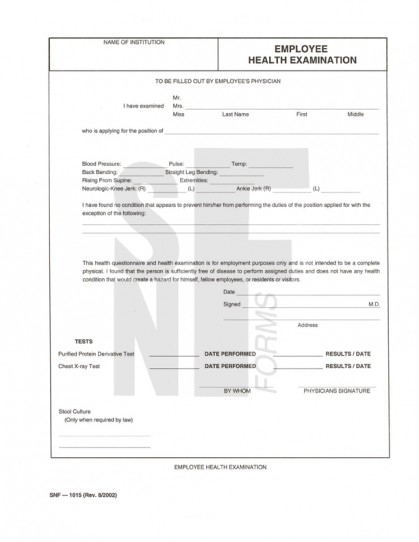 NAME OF INSTITUTION
EMPLOYEE
HEALTH EXAMINATION
TO BE FILLED OUT BY EMPLOYEE'S PHYSICIAN
Mr.
I have examined Mrs.
Miss Last Name First Middle
who is applying for the position of
Blood Pressure: Pulse: Temp:
Back Bending: Straight Leg Bending:
Rising From Supine: Extremities:
Neurologic-Knee Jerk: (R) (L) Ankle Jerk (R) (L)
I have found no condition that appears to prevent him/her from performing the duties of the position applied for with the
exception of the following:
This health questionnaire and health examination is for employment purposes only and is not intended to be a complete
physical. I found that the person is sufficiently free of disease to perform assigned duties and does not have any health
condition that would create a hazard for himself, fellow employees, or residents or visitors.
Date
Signed M.D.
Address
TESTS
Purified Protein Derivative Test DATE PERFORMED RESULTS / DATE
Chest X-ray Test DATE PERFORMED RESULTS / DATE
BY WHOM PHYSICIANS SIGNATURE
Stool Culture
(Only when required by law)
EMPLOYEE HEALTH EXAMINATION
SNF — 1015 (Rev. 8/2002)
SNF
FORMS